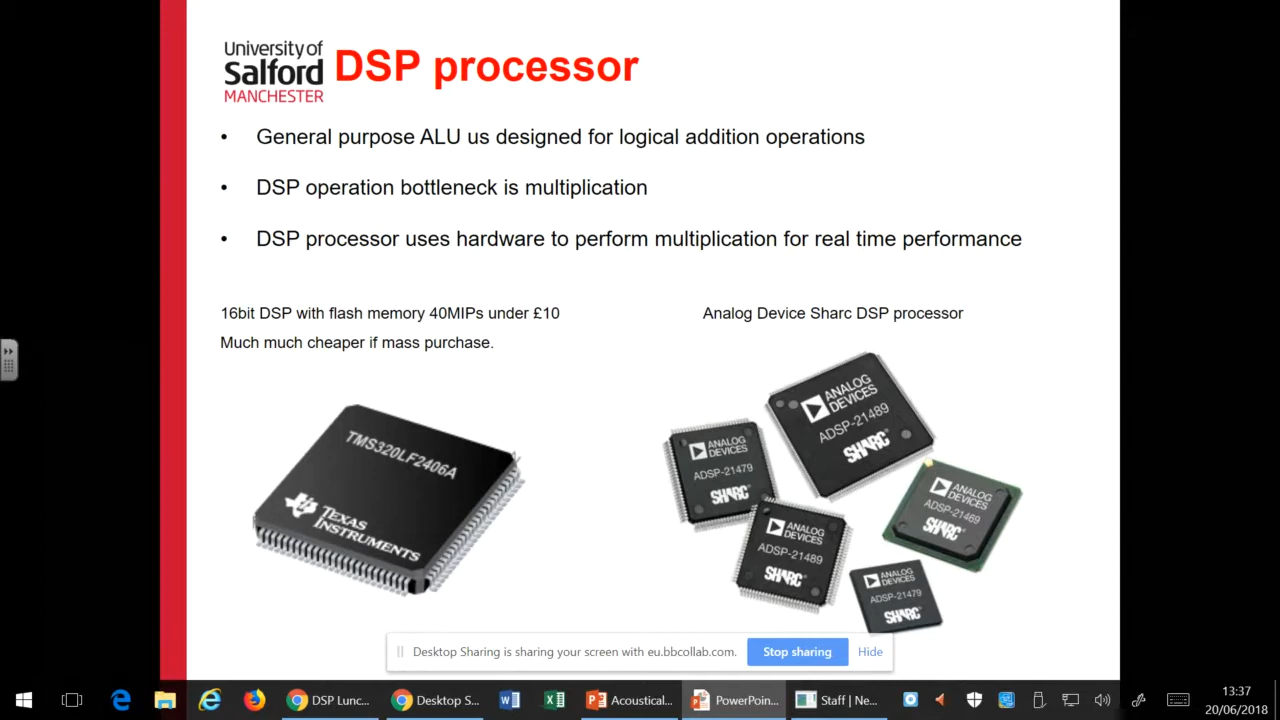 University of
Salford
MANCHESTER
DSP processor
• General purpose ALU us designed for logical addition operations
• DSP operation bottleneck is multiplication
• DSP processor uses hardware to perform multiplication for real time performance
16bit DSP with flash memory 40MIPs under £10
Much much cheaper if mass purchase.
Analog Device Sharc DSP processor
TMS320LF2406A
TEXAS
INSTRUMENTS
ANALOG
DEVICES
ADSP-21479
SHARC
ANALOG
DEVICES
ADSP-21489
SHARC
ANALOG
DEVICES
ADSP-21489
SHARC
ANALOG
DEVICES
ADSP-21469
SHARC
ANALOG
DEVICES
ADSP-21479
SHARC
Desktop Sharing is sharing your screen with eu.bbcollab.com.
Stop sharing
Hide
DSP Lunc...
Desktop S...
Acoustical...
PowerPoin...
Staff | Ne...
13:37
20/06/2018